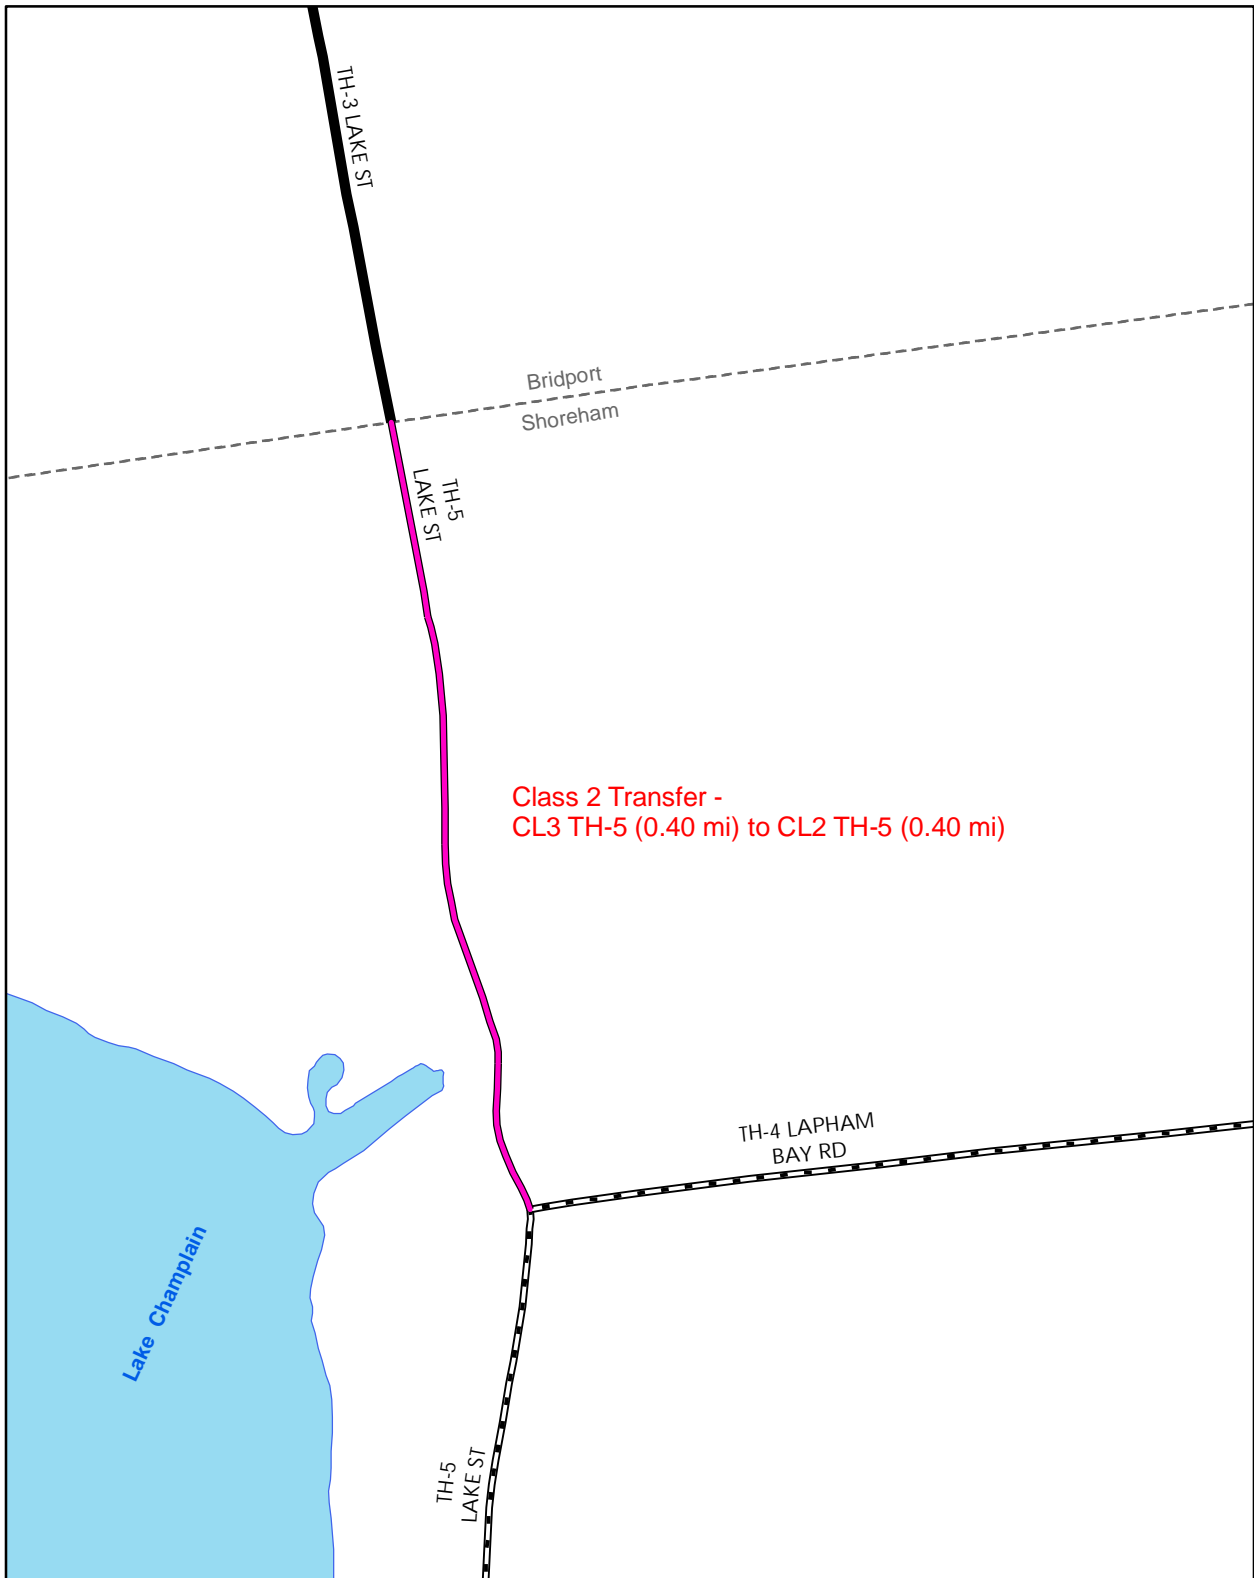 TH-3 LAKE ST
Bridport
Shoreham
TH-5
LAKE ST
Class 2 Transfer -
CL3 TH-5 (0.40 mi) to CL2 TH-5 (0.40 mi)
TH-4 LAPHAM
BAY RD
Lake Champlain
TH-5
LAKE ST